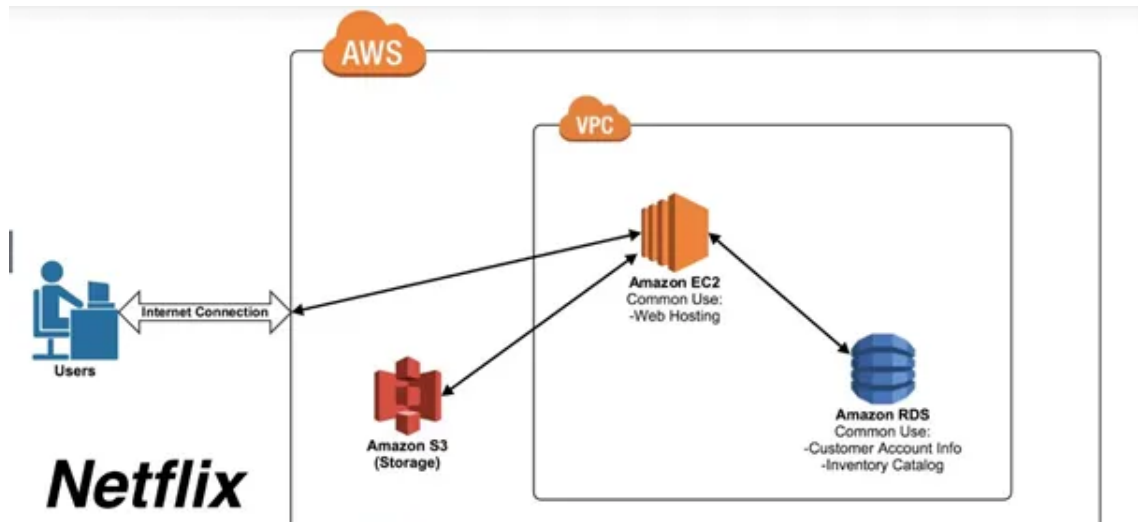 AWS
VPC
Amazon EC2
Common Use:
-Web Hosting
Internet Connection
Users
Amazon S3
(Storage)
Amazon RDS
Common Use:
-Customer Account Info
-Inventory Catalog
Netflix